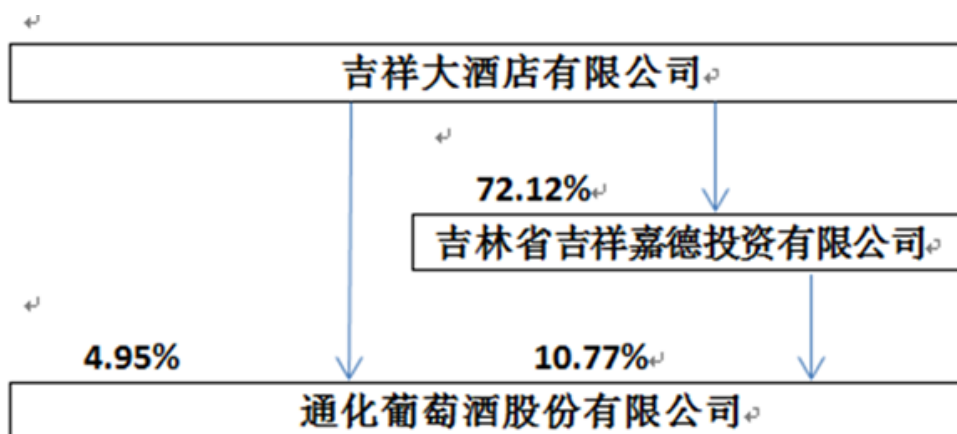 吉祥大酒店有限公司
72.12%
吉林省吉祥嘉德投资有限公司
4.95%
10.77%
通化葡萄酒股份有限公司